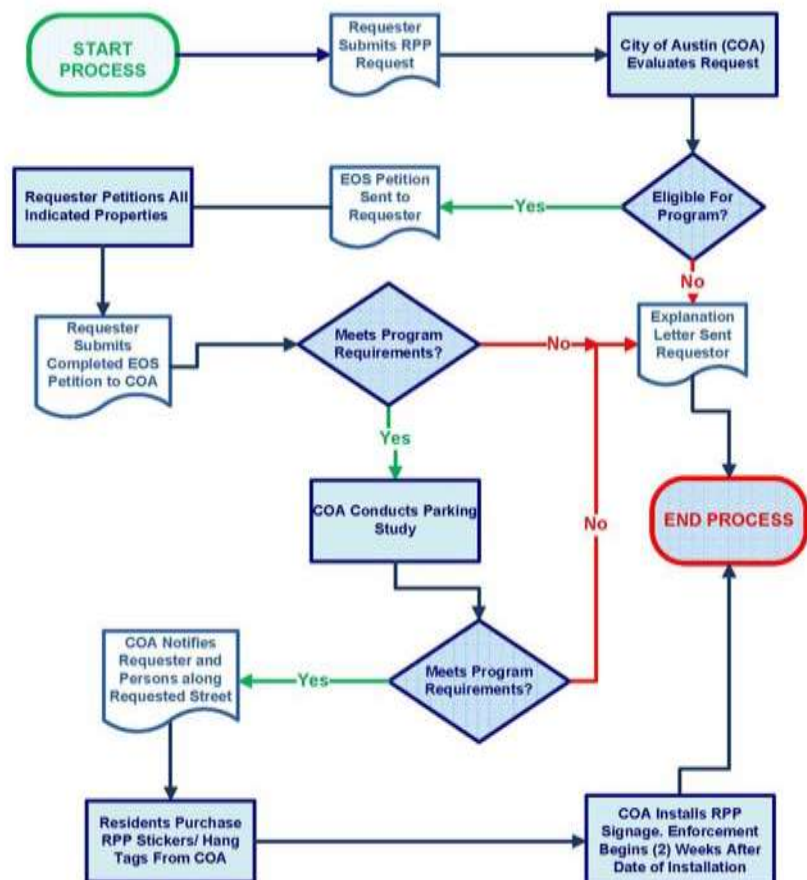 START
PROCESS
Requester
Submits RPP
Request
City of Austin (COA)
Evaluates Request
Eligible For
Program?
Yes
No
EOS Petition
Sent to
Requester
Requester Petitions All
Indicated Properties
Requester
Submits
Completed EOS
Petition to COA
Meets Program
Requirements?
No
Yes
Explanation
Letter Sent
Requestor
END PROCESS
COA Conducts Parking
Study
No
Meets Program
Requirements?
Yes
COA Notifies
Requester and
Persons along
Requested Street
Residents Purchase
RPP Stickers/ Hang
Tags From COA
COA Installs RPP
Signage. Enforcement
Begins (2) Weeks After
Date of Installation